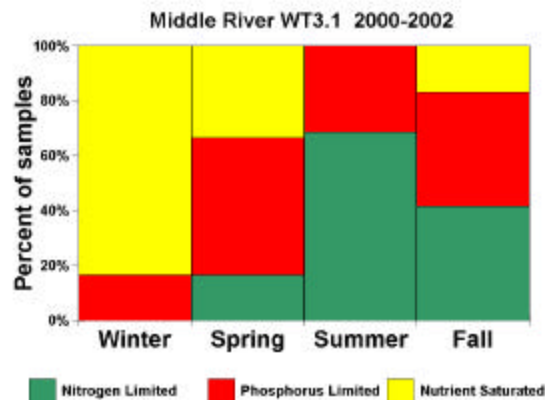 Middle River WT3.1 2000-2002
Percent of samples
100%
80%
60%
40%
20%
0%
Winter Spring Summer Fall
Nitrogen Limited Phosphorus Limited Nutrient Saturated